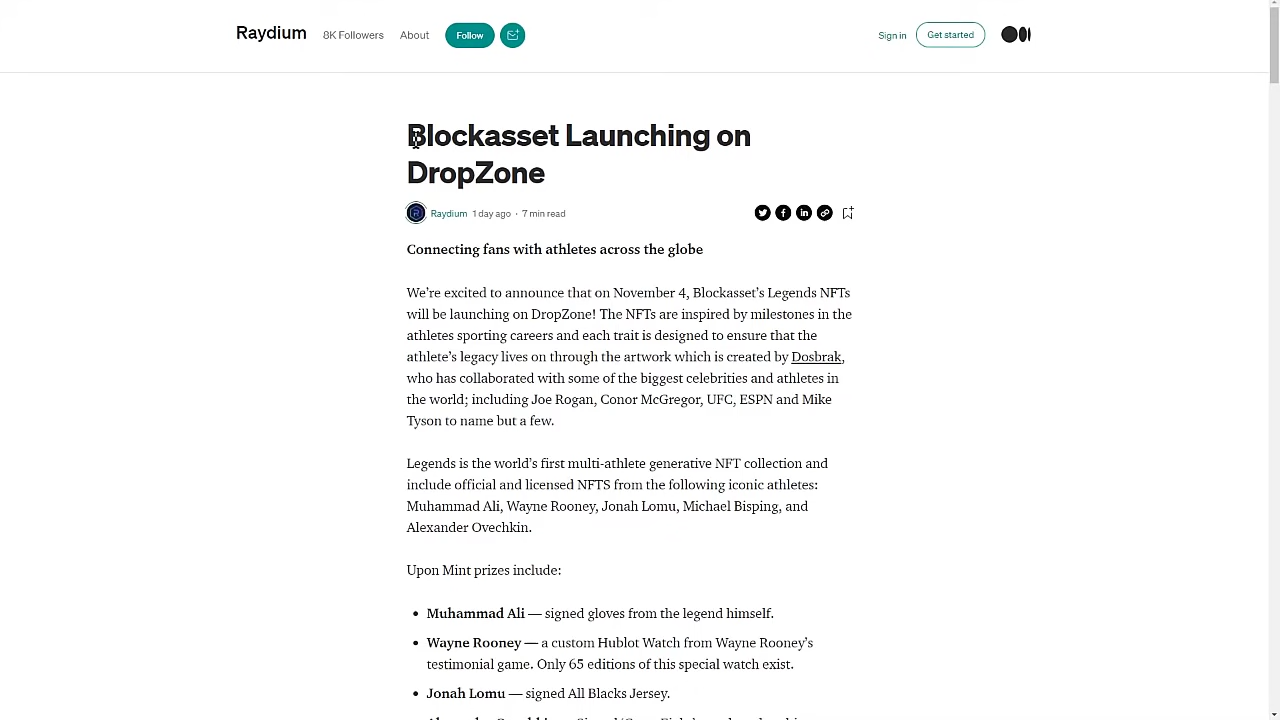 Raydium 8K Followers About Follow Sign in Get started
Blockasset Launching on
DropZone
Raydium 1 day ago · 7 min read
Connecting fans with athletes across the globe
We’re excited to announce that on November 4, Blockasset’s Legends NFTs
will be launching on DropZone! The NFTs are inspired by milestones in the
athletes sporting careers and each trait is designed to ensure that the
athlete’s legacy lives on through the artwork which is created by Dosbrak,
who has collaborated with some of the biggest celebrities and athletes in
the world; including Joe Rogan, Conor McGregor, UFC, ESPN and Mike
Tyson to name but a few.
Legends is the world’s first multi-athlete generative NFT collection and
include official and licensed NFTS from the following iconic athletes:
Muhammad Ali, Wayne Rooney, Jonah Lomu, Michael Bisping, and
Alexander Ovechkin.
Upon Mint prizes include:
• Muhammad Ali — signed gloves from the legend himself.
• Wayne Rooney — a custom Hublot Watch from Wayne Rooney’s
testimonial game. Only 65 editions of this special watch exist.
• Jonah Lomu — signed All Blacks Jersey.